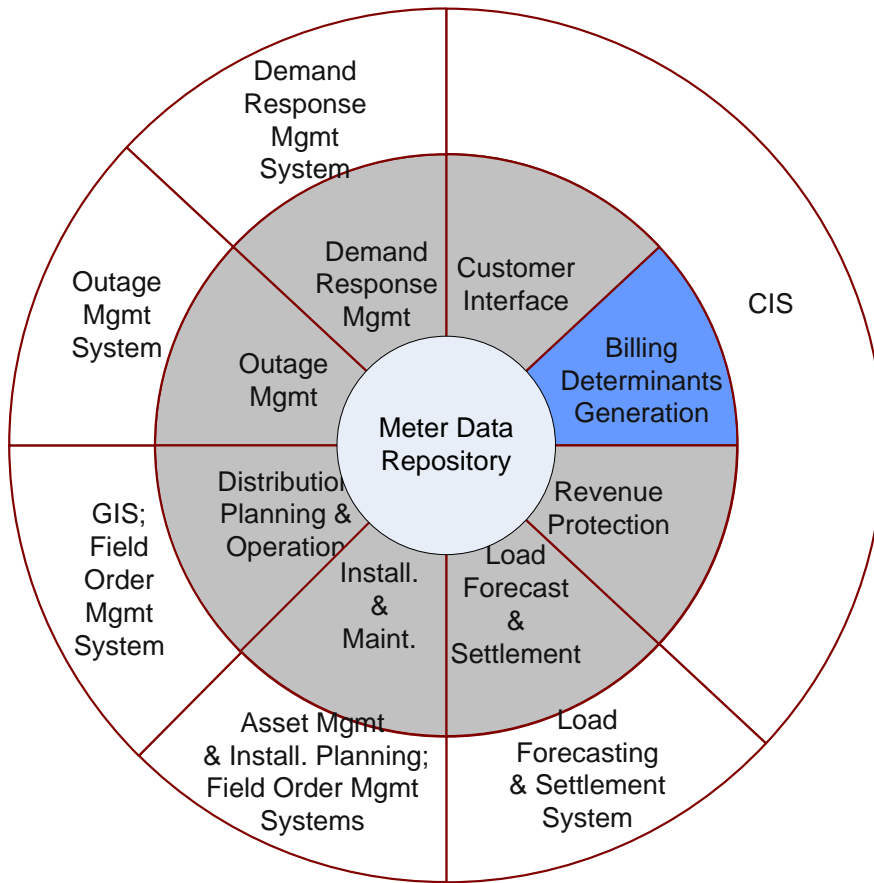 Demand
Response
Mgmt
System
CIS
Outage
Mgmt
System
GIS;
Field
Order
Mgmt
System
Asset Mgmt
& Install. Planning;
Field Order Mgmt
Systems
Load
Forecasting
& Settlement
System
Demand
Response
Mgmt
Customer
Interface
Billing
Determinants
Generation
Outage
Mgmt
Distribution
Planning &
Operation
Install.
&
Maint.
Load
Forecast
&
Settlement
Revenue
Protection
Meter Data
Repository